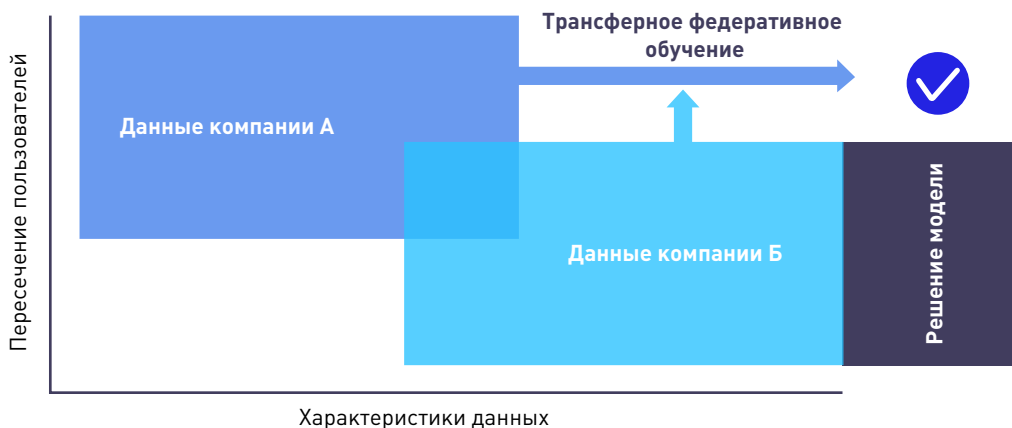 Трансферное федеративное
обучение
Данные компании А
Данные компании Б
Решение модели
Пересечение пользователей
Характеристики данных